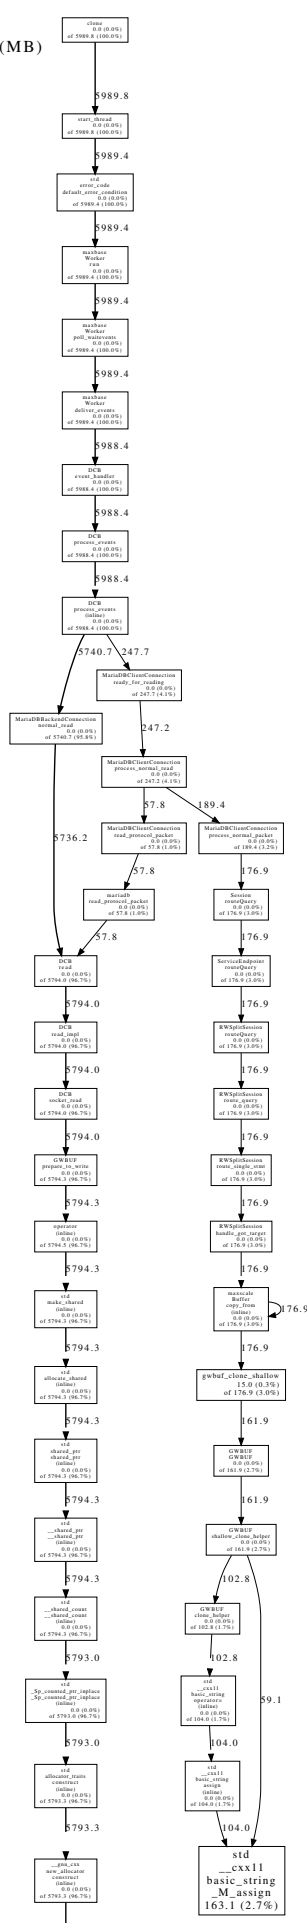 (MB)
clone
0.0 (0.0%)
of 5989.8 (100.0%)
5989.8
start_thread
0.0 (0.0%)
of 5989.8 (100.0%)
5989.4
std
error_code
default_error_condition
0.0 (0.0%)
of 5989.4 (100.0%)
5989.4
maxbase
Worker
run
0.0 (0.0%)
of 5989.4 (100.0%)
5989.4
maxbase
Worker
poll_waitevents
0.0 (0.0%)
of 5989.4 (100.0%)
5989.4
maxbase
Worker
deliver_events
0.0 (0.0%)
of 5989.4 (100.0%)
5988.4
DCB
event_handler
0.0 (0.0%)
of 5988.4 (100.0%)
5988.4
DCB
process_events
0.0 (0.0%)
of 5988.4 (100.0%)
5988.4
DCB
process_events
(inline)
0.0 (0.0%)
of 5988.4 (100.0%)
5740.7 247.7
MariaDBClientConnection
ready_for_reading
0.0 (0.0%)
of 247.7 (4.1%)
MariaDBBackendConnection
normal_read
0.0 (0.0%)
of 5740.7 (95.8%)
247.2
MariaDBClientConnection
process_normal_read
0.0 (0.0%)
of 247.2 (4.1%)
57.8 189.4
MariaDBClientConnection
read_protocol_packet
0.0 (0.0%)
of 57.8 (1.0%)
MariaDBClientConnection
process_normal_packet
0.0 (0.0%)
of 189.4 (3.2%)
5736.2
57.8
176.9
mariadb
read_protocol_packet
0.0 (0.0%)
of 57.8 (1.0%)
Session
routeQuery
0.0 (0.0%)
of 176.9 (3.0%)
57.8
176.9
DCB
read
0.0 (0.0%)
of 5794.0 (96.7%)
ServiceEndpoint
routeQuery
0.0 (0.0%)
of 176.9 (3.0%)
5794.0
176.9
DCB
read_impl
0.0 (0.0%)
of 5794.0 (96.7%)
RWSplitSession
routeQuery
0.0 (0.0%)
of 176.9 (3.0%)
5794.0
176.9
DCB
socket_read
0.0 (0.0%)
of 5794.0 (96.7%)
RWSplitSession
route_query
0.0 (0.0%)
of 176.9 (3.0%)
5794.0
176.9
GWBUF
prepare_to_write
0.0 (0.0%)
of 5794.3 (96.7%)
RWSplitSession
route_single_stmt
0.0 (0.0%)
of 176.9 (3.0%)
5794.3
176.9
operator
(inline)
0.0 (0.0%)
of 5794.5 (96.7%)
RWSplitSession
handle_got_target
0.0 (0.0%)
of 176.9 (3.0%)
5794.3
176.9
std
make_shared
(inline)
0.0 (0.0%)
of 5794.3 (96.7%)
maxscale
Buffer
copy_from
(inline)
0.0 (0.0%)
of 176.9 (3.0%)
176.9
5794.3
176.9
std
allocate_shared
(inline)
0.0 (0.0%)
of 5794.3 (96.7%)
gwbuf_clone_shallow
15.0 (0.3%)
of 176.9 (3.0%)
5794.3
161.9
std
shared_ptr
shared_ptr
(inline)
0.0 (0.0%)
of 5794.3 (96.7%)
GWBUF
GWBUF
0.0 (0.0%)
of 161.9 (2.7%)
5794.3
161.9
std
__shared_ptr
__shared_ptr
(inline)
0.0 (0.0%)
of 5794.3 (96.7%)
GWBUF
shallow_clone_helper
0.0 (0.0%)
of 161.9 (2.7%)
5794.3
102.8
std
__shared_count
__shared_count
(inline)
0.0 (0.0%)
of 5794.3 (96.7%)
GWBUF
clone_helper
0.0 (0.0%)
of 102.8 (1.7%)
5793.0
102.8
59.1
std
_Sp_counted_ptr_inplace
_Sp_counted_ptr_inplace
(inline)
0.0 (0.0%)
of 5793.0 (96.7%)
std
__cxx11
basic_string
operator=
(inline)
0.0 (0.0%)
of 104.0 (1.7%)
5793.0
104.0
std
allocator_traits
construct
(inline)
0.0 (0.0%)
of 5793.3 (96.7%)
std
__cxx11
basic_string
assign
(inline)
0.0 (0.0%)
of 104.0 (1.7%)
5793.3
104.0
__gnu_cxx
new_allocator
construct
(inline)
0.0 (0.0%)
of 5793.3 (96.7%)
std
__cxx11
basic_string
_M_assign
163.1 (2.7%)